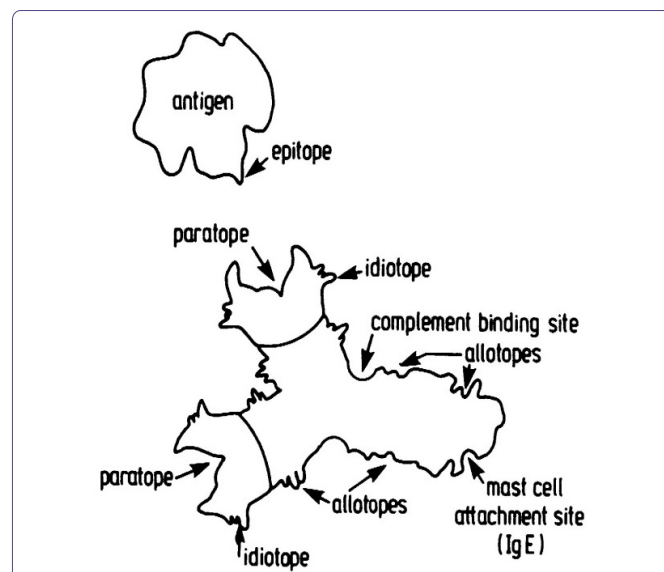 antigen
epitope
paratope
idiotope
complement binding site
allotopes
paratope
allotopes
mast cell
attachment site
(IgE)
idiotope